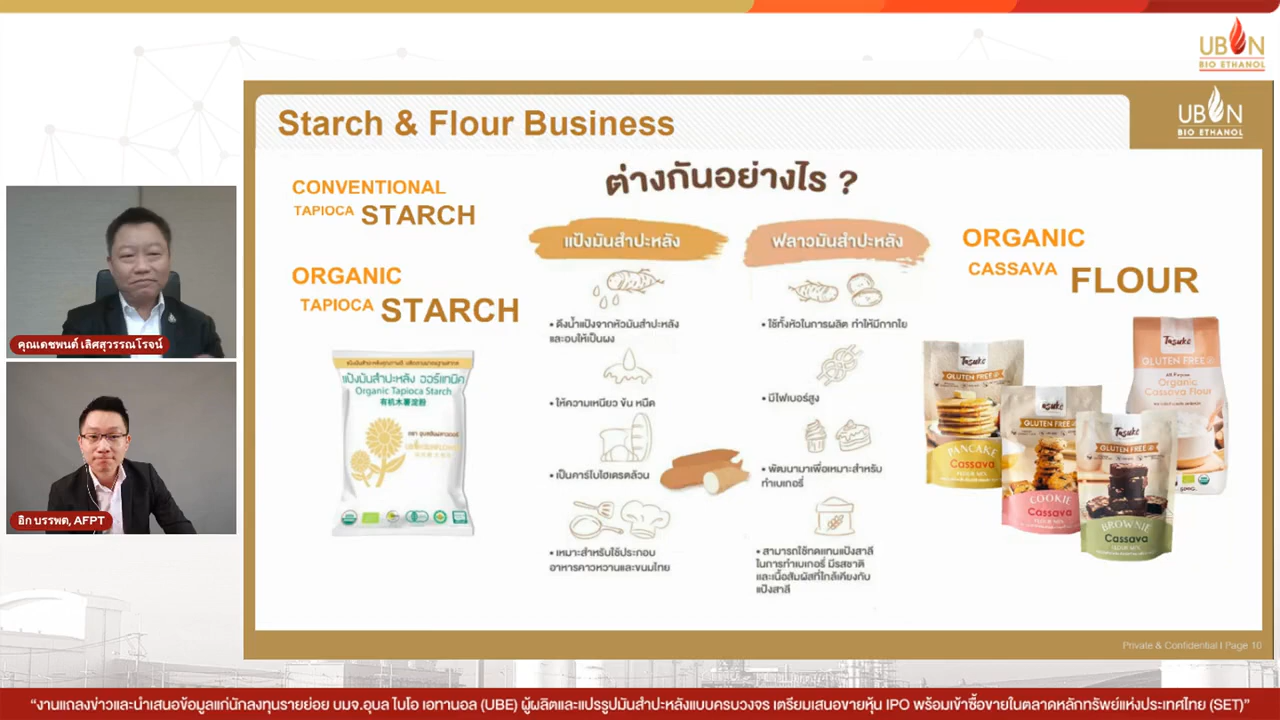 UBON
BIO ETHANOL
UBON
BIO ETHANOL
Starch & Flour Business
CONVENTIONAL
TAPIOCA STARCH
ORGANIC
TAPIOCA STARCH
แป้งมันสำปะหลัง ออร์แกนิค
Organic Tapioca Starch
有机木薯淀粉
ต่างกันอย่างไร ?
แป้งมันสำปะหลัง
• ดึงน้ำแป้งจากหัวมันสำปะหลัง
และอบให้เป็นผง
• ให้ความเหนียว ข้น หนืด
• เป็นคาร์โบไฮเดรตล้วน
• เหมาะสำหรับใช้ประกอบ
อาหารคาวหวานและขนมไทย
ฟลาวมันสำปะหลัง
• ใช้ทั้งหัวในการผลิต ทำให้มีกากใย
• มีไฟเบอร์สูง
• พัฒนามาเพื่อเหมาะสำหรับ
ทำเบเกอรี่
• สามารถใช้ทดแทนแป้งสาลี
ในการทำเบเกอรี่ มีรสชาติ
และเนื้อสัมผัสที่ใกล้เคียงกับ
แป้งสาลี
ORGANIC
CASSAVA FLOUR
Tasuko
GLUTEN FREE
PANCAKE
Cassava
FLOUR MIX
Tasuko
GLUTEN FREE
COOKIE
Cassava
FLOUR MIX
Tasuko
GLUTEN FREE
BROWNIE
Cassava
FLOUR MIX
Tasuko
GLUTEN FREE
All Purpose
Organic
Cassava Flour
500G.
คุณเดชพนต์ เลิศสุวรรณโรจน์
อิก บรรพต, AFPT
Private & Confidential I Page 10
“งานแถลงข่าวและนำเสนอข้อมูลแก่นักลงทุนรายย่อย บมจ.อุบล ไบโอ เอทานอล (UBE) ผู้ผลิตและแปรรูปมันสำปะหลังแบบครบวงจร เตรียมเสนอขายหุ้น IPO พร้อมเข้าซื้อขายในตลาดหลักทรัพย์แห่งประเทศไทย (SET)”